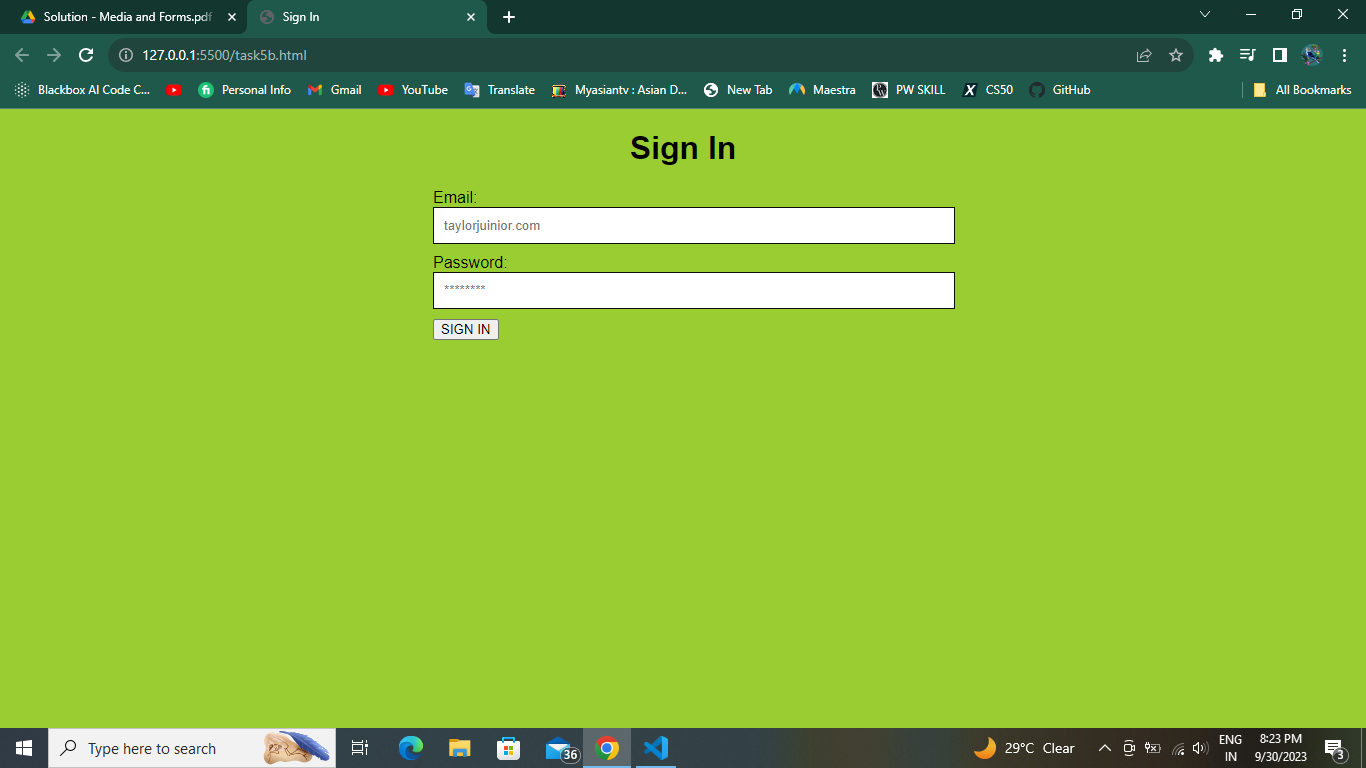 Solution - Media and Forms.pdf
Sign In
127.0.0.1:5500/task5b.html
Blackbox AI Code C...
Personal Info
Gmail
YouTube
Translate
Myasiantv : Asian D...
New Tab
Maestra
PW SKILL
CS50
GitHub
All Bookmarks
Sign In
Email:
taylorjuinior.com
Password:
********
SIGN IN
Type here to search
36
29°C Clear
ENG
IN
8:23 PM
9/30/2023
3